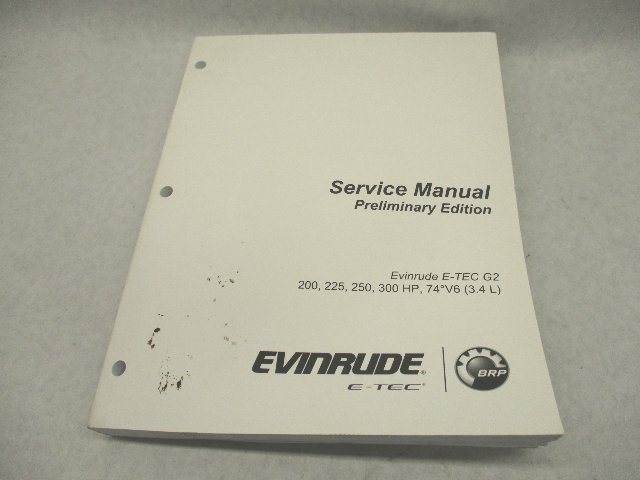 Service Manual
Preliminary Edition
Evinrude E-TEC G2
200, 225, 250, 300 HP, 74°V6 (3.4 L)
EVINRUDE®
E-TEC®
BRP